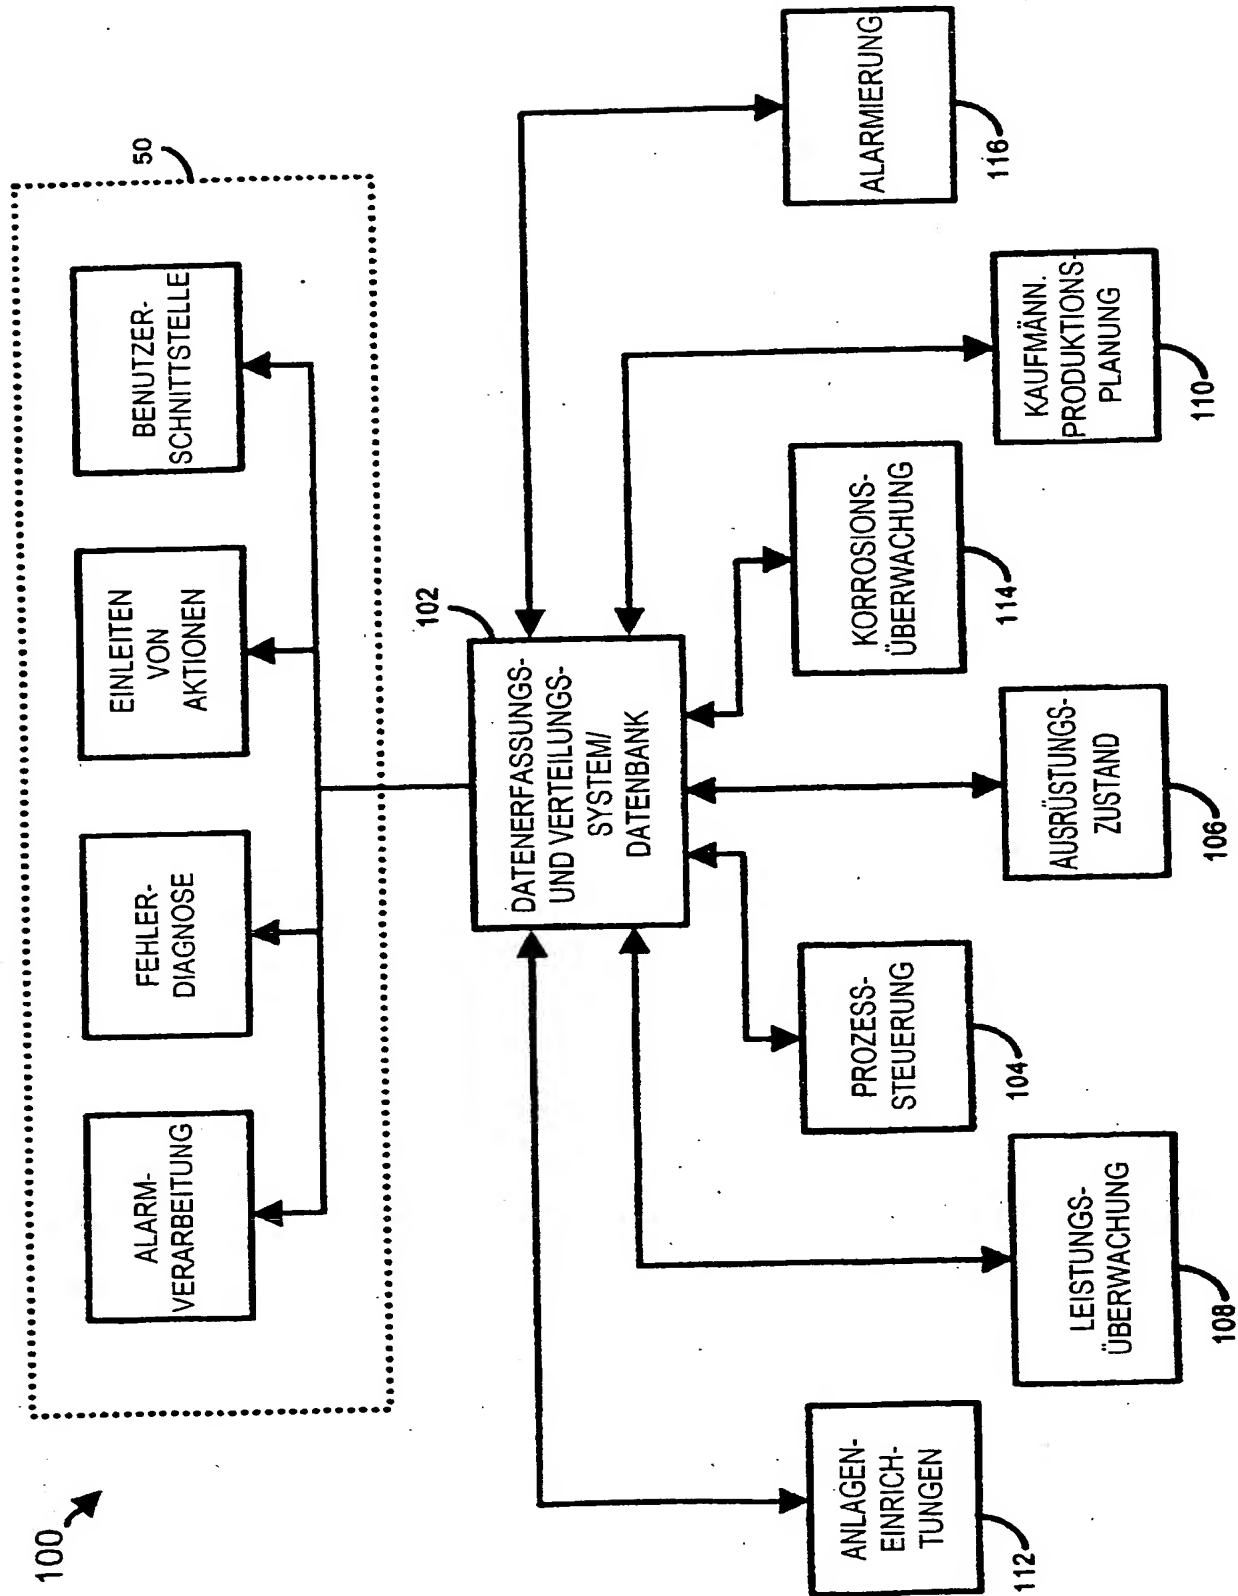 100
50
ALARM-
VERARBEITUNG
FEHLER-
DIAGNOSE
EINLEITEN
VON
AKTIONEN
BENUTZER-
SCHNITTSTELLE
102
DATENERFASSUNGS-
UND VERTEILUNGS-
SYSTEM/
DATENBANK
ANLAGEN-
EINRICH-
TUNGEN
112
LEISTUNGS-
ÜBERWACHUNG
108
PROZESS-
STEUERUNG
104
AUSRÜSTUNGS-
ZUSTAND
106
KORROSIONS-
ÜBERWACHUNG
114
KAUFMÄNN.
PRODUKTIONS-
PLANUNG
110
ALARMIERUNG
116